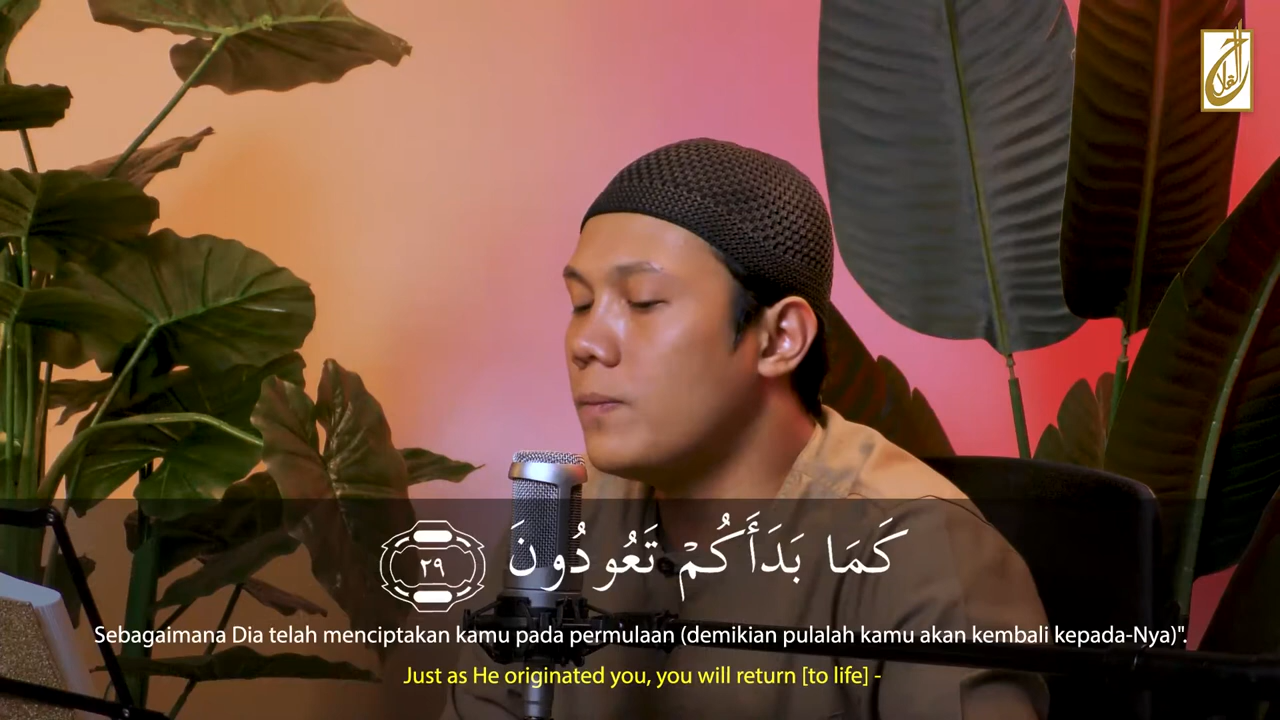 كَمَا بَدَأَكُمْ تَعُودُونَ ٢٩
Sebagaimana Dia telah menciptakan kamu pada permulaan (demikian pulalah kamu akan kembali kepada-Nya)".
Just as He originated you, you will return [to life] -